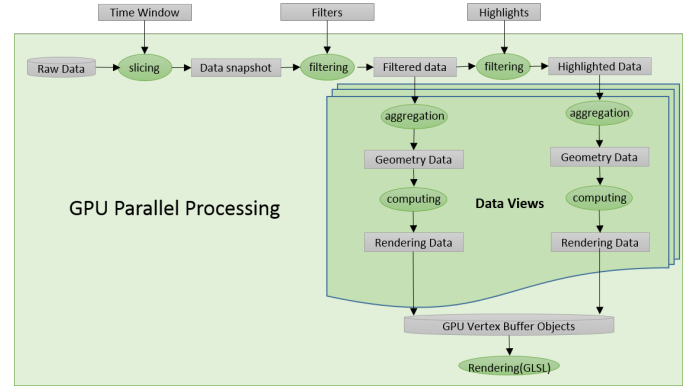 Time Window
Filters
Highlights
Raw Data
slicing
Data snapshot
filtering
Filtered data
filtering
Highlighted Data
aggregation
aggregation
Geometry Data
Geometry Data
computing
Data Views
computing
GPU Parallel Processing
Rendering Data
Rendering Data
GPU Vertex Buffer Objects
Rendering(GLSL)